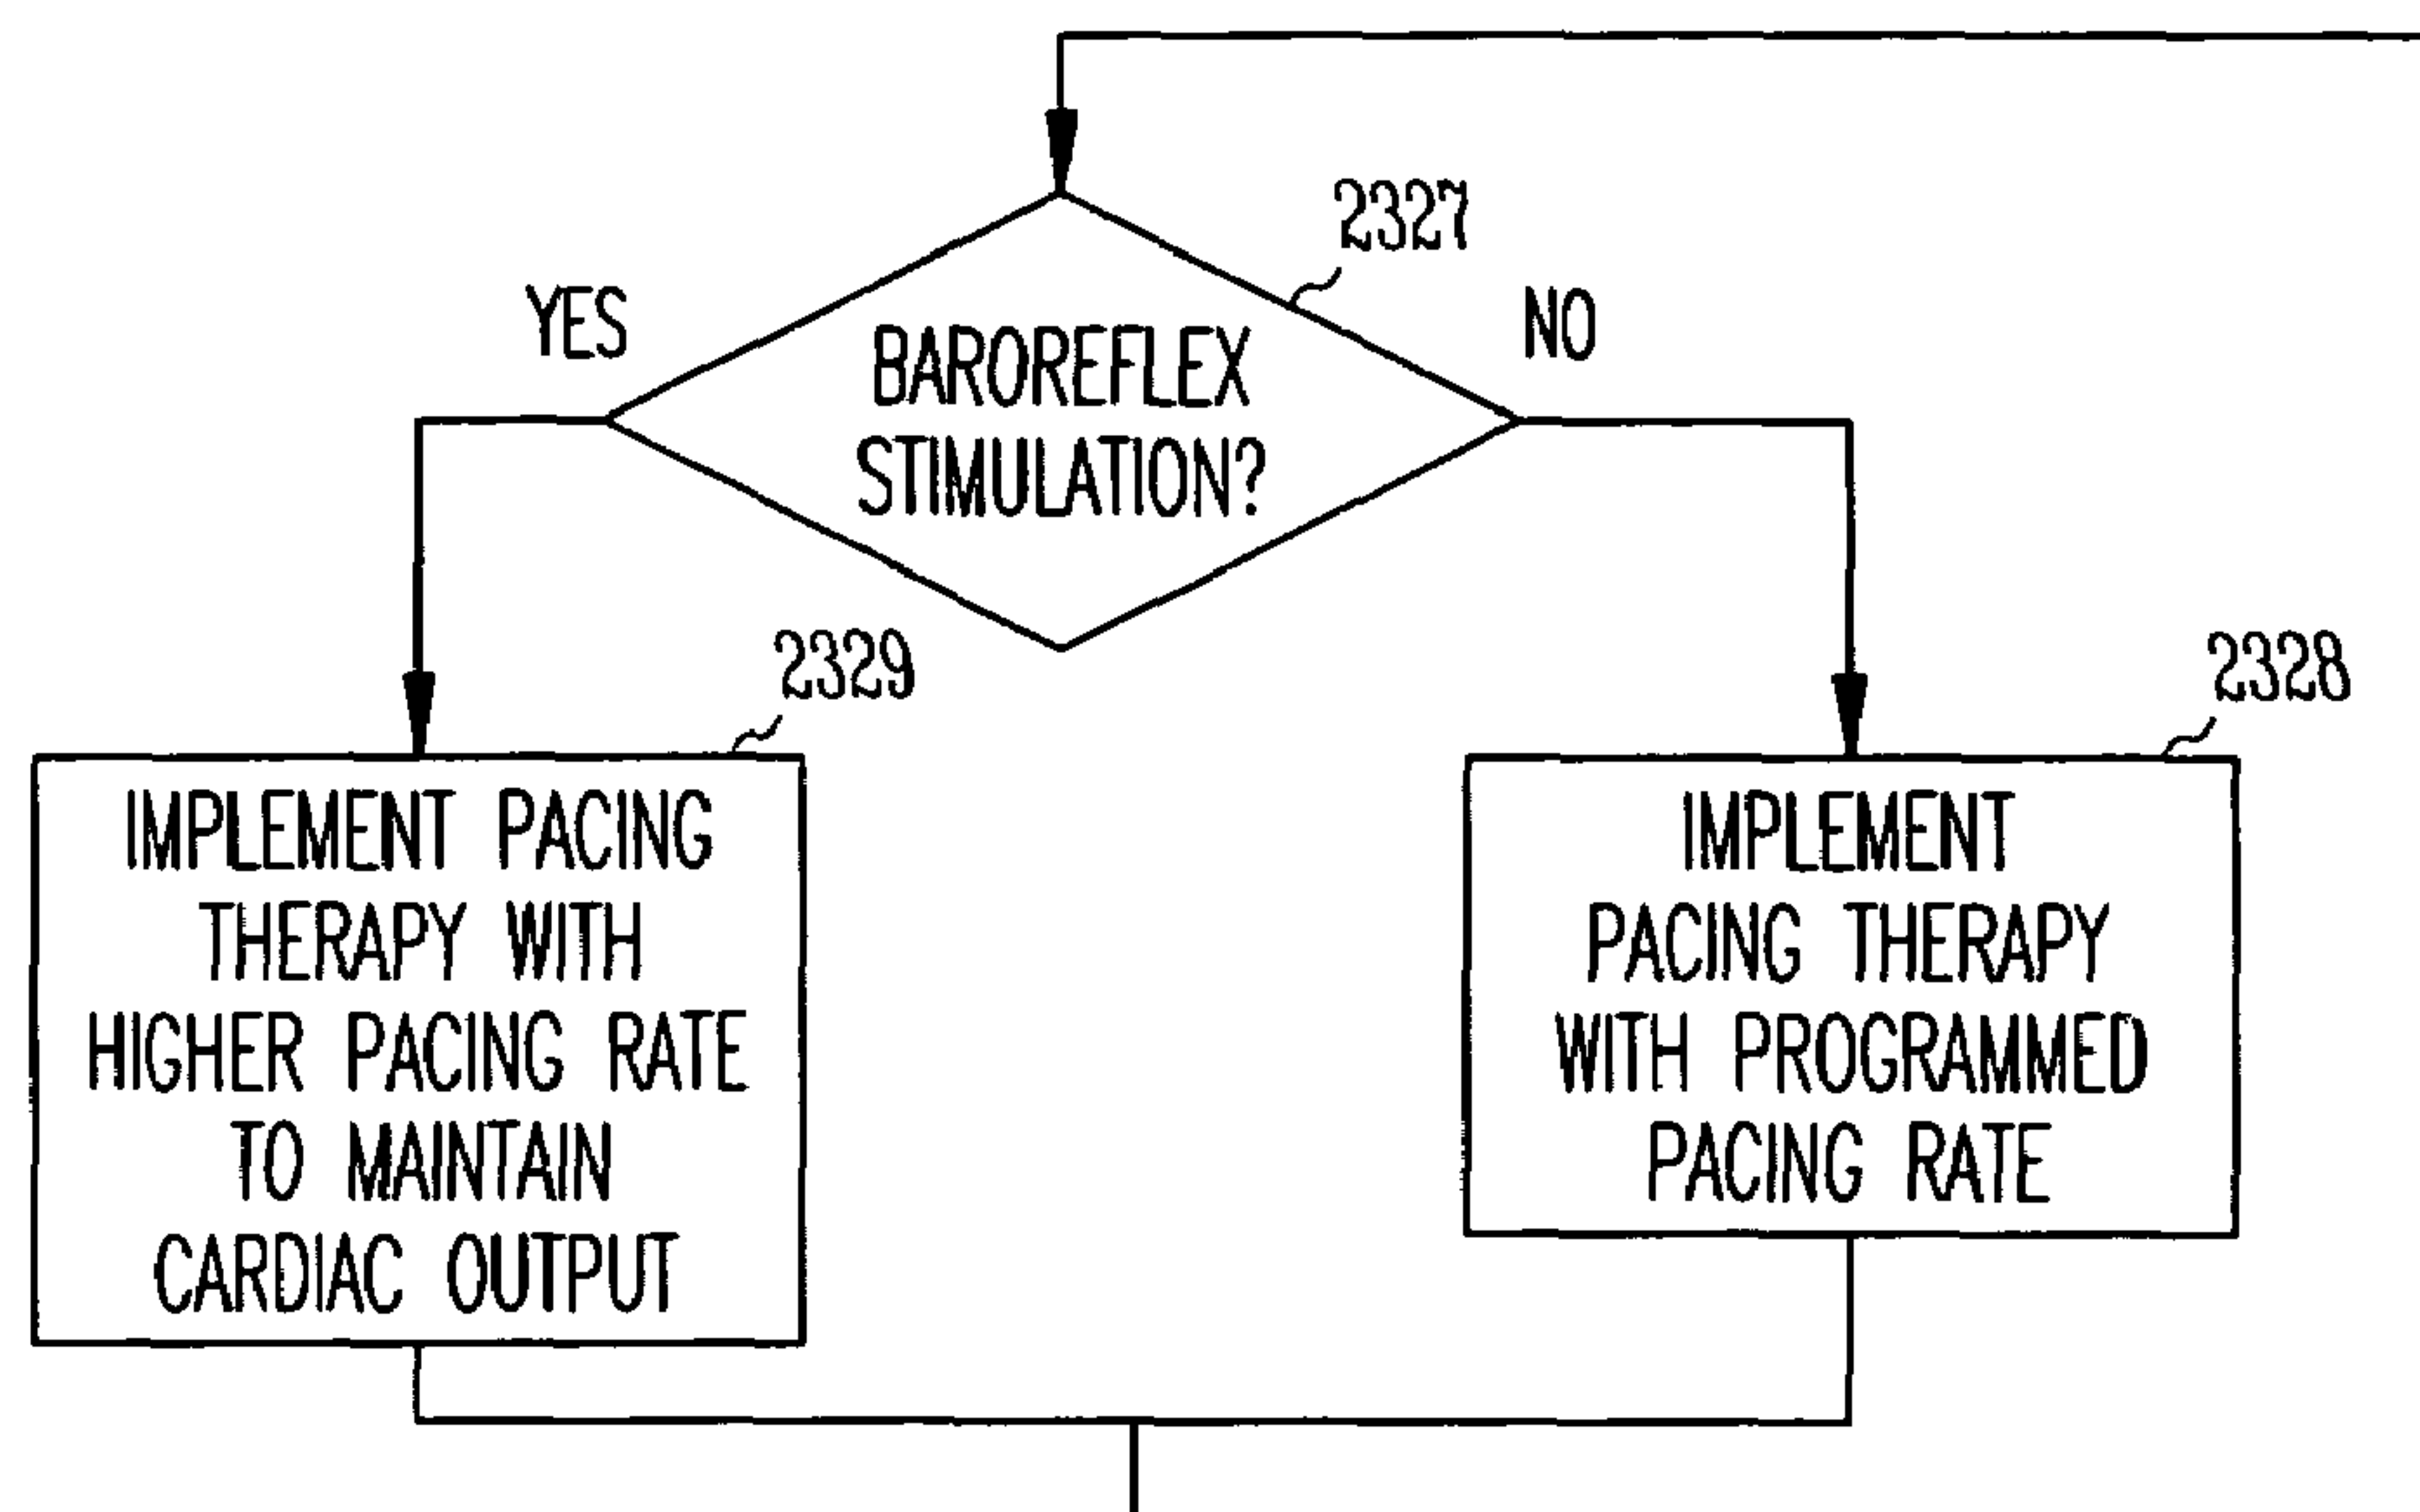 2327
YES
NO
BAROREFLEX
STIMULATION?
2329
2328
IMPLEMENT PACING
THERAPY WITH
HIGHER PACING RATE
TO MAINTAIN
CARDIAC OUTPUT
IMPLEMENT
PACING THERAPY
WITH PROGRAMMED
PACING RATE